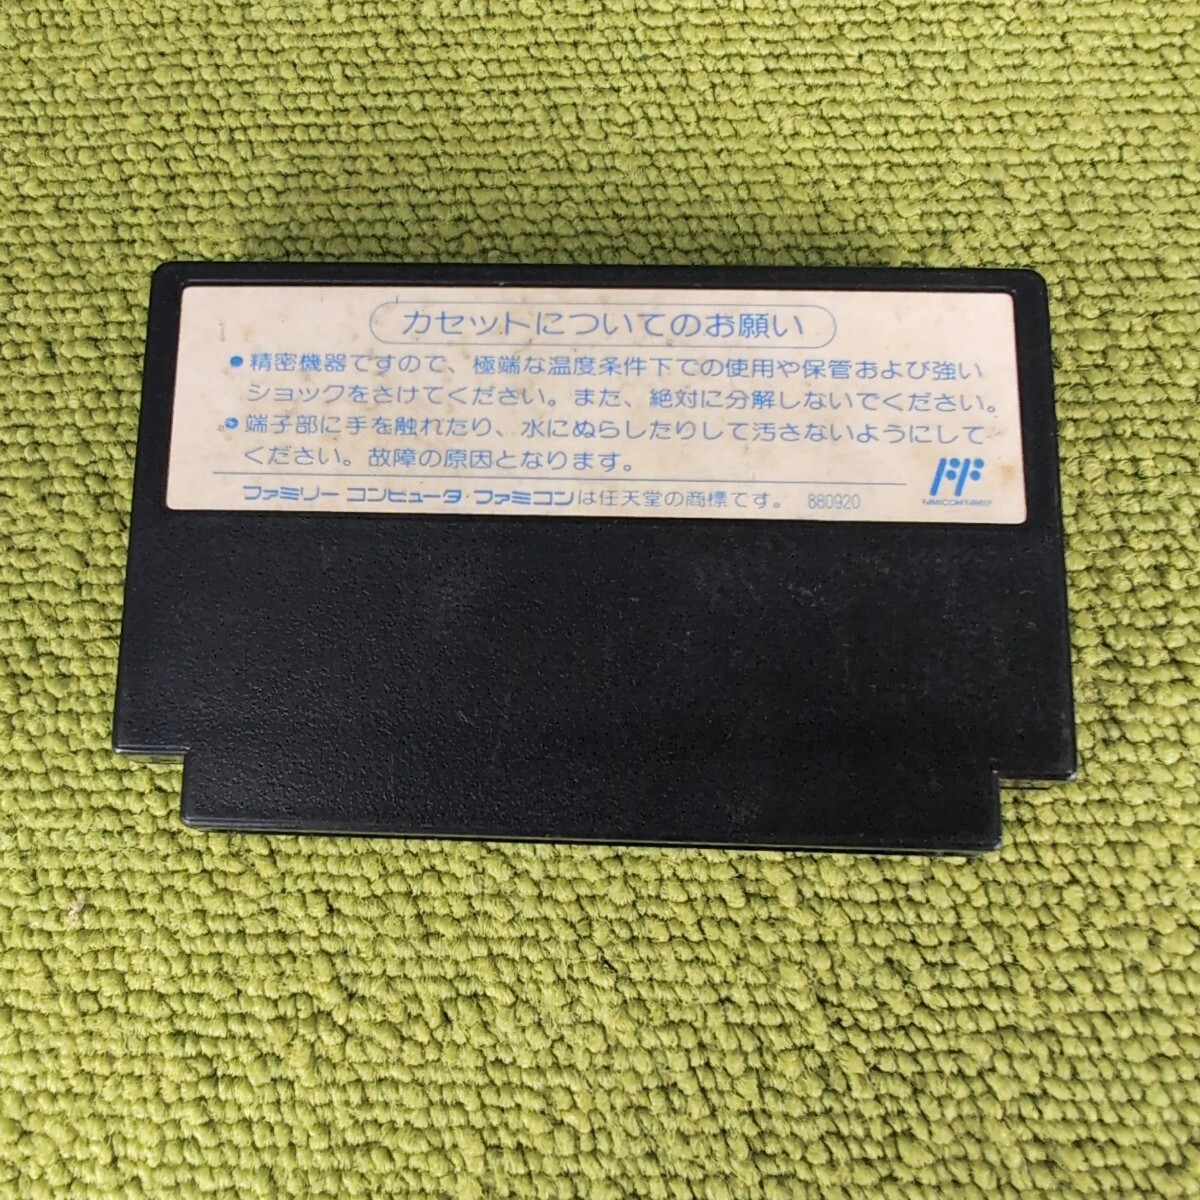 カセットについてのお願い
●精密機器ですので、極端な温度条件下での使用や保管および強い
ショックをさけてください。また、絶対に分解しないでください。
●端子部に手を触れたり、水にぬらしたりして汚さないようにして
ください。故障の原因となります。
ファミリー コンピュータ・ファミコンは任天堂の商標です。 880920
FF
FAMICOM FAMILY